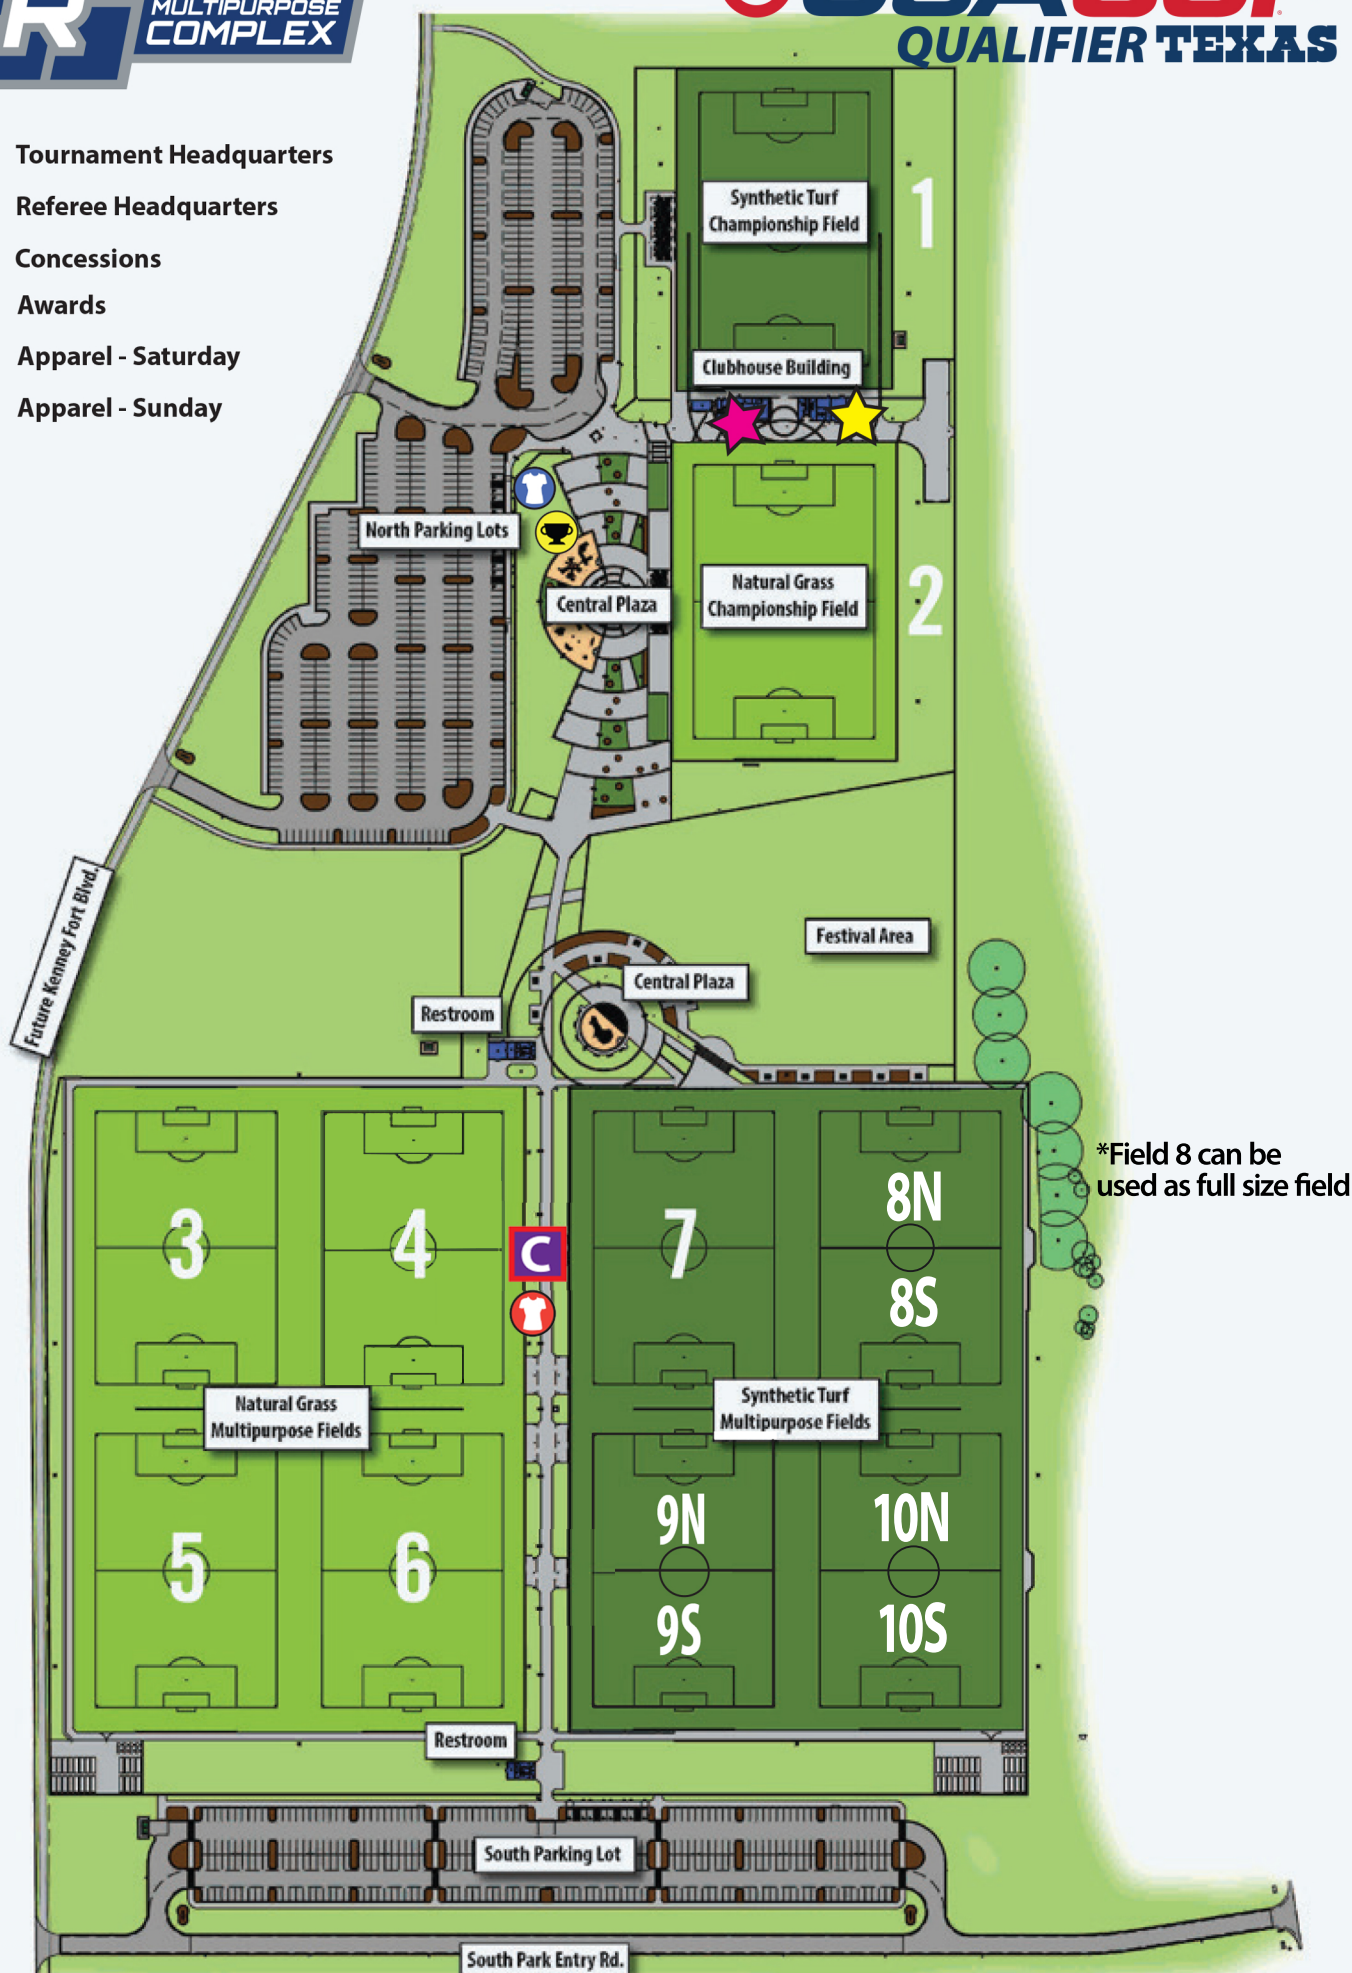 MULTIPURPOSE
COMPLEX
QUALIFIER TEXAS
Tournament Headquarters
Referee Headquarters
Concessions
Awards
Apparel - Saturday
Apparel - Sunday
Synthetic Turf
Championship Field
1
Clubhouse Building
North Parking Lots
Central Plaza
Natural Grass
Championship Field
2
Future Kenney Fort Blvd.
Festival Area
Central Plaza
Restroom
*Field 8 can be
used as full size field
3
4
C
7
8N
8S
Natural Grass
Multipurpose Fields
Synthetic Turf
Multipurpose Fields
5
6
9N
9S
10N
10S
Restroom
South Parking Lot
South Park Entry Rd.